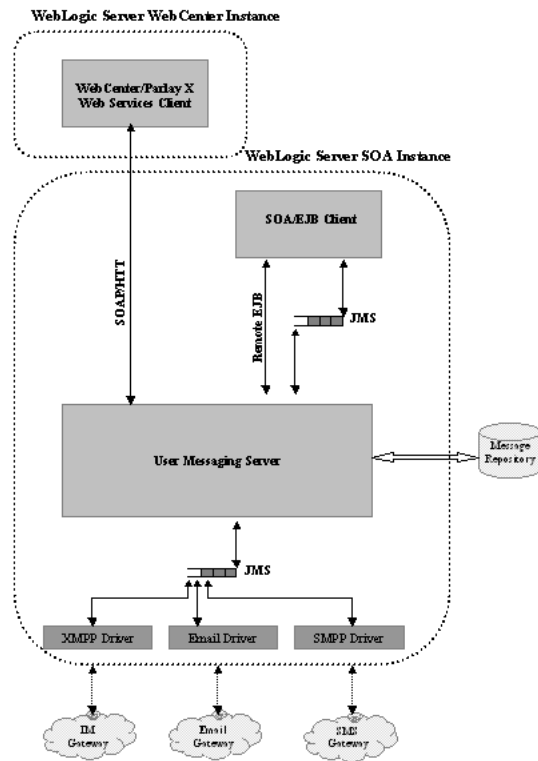 WebLogic Server WebCenter Instance
WebCenter/Parlay X
Web Services Client
WebLogic Server SOA Instance
SOA/EJB Client
SOAP/HTT
Remote EJB
JMS
User Messaging Server
Message
Repository
JMS
XMPP Driver
Email Driver
SMPP Driver
IM
Gateway
Email
Gateway
SMS
Gateway